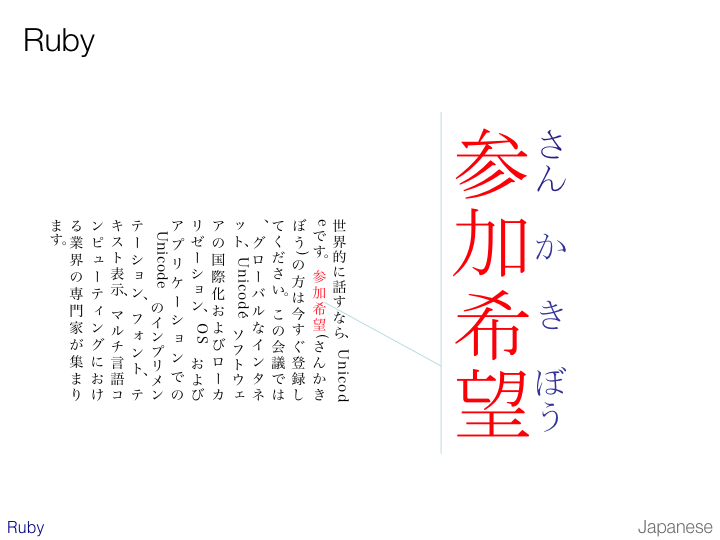 Ruby
世界的に話すなら、Unicod
eです。参加希望(さんかき
ぼう)の方は今すぐ登録し
てください。この会議では
、グローバルなインタネ
ット、Unicode ソフトウェ
アの国際化およびローカ
リゼーション、OS および
アプリケーションでの
Unicode のインプリメン
テーション、フォント、テ
キスト表示、マルチ言語コ
ンピューティングにおけ
る業界の専門家が集まり
ます。
参加希望
さん か き ぼう
Ruby
Japanese